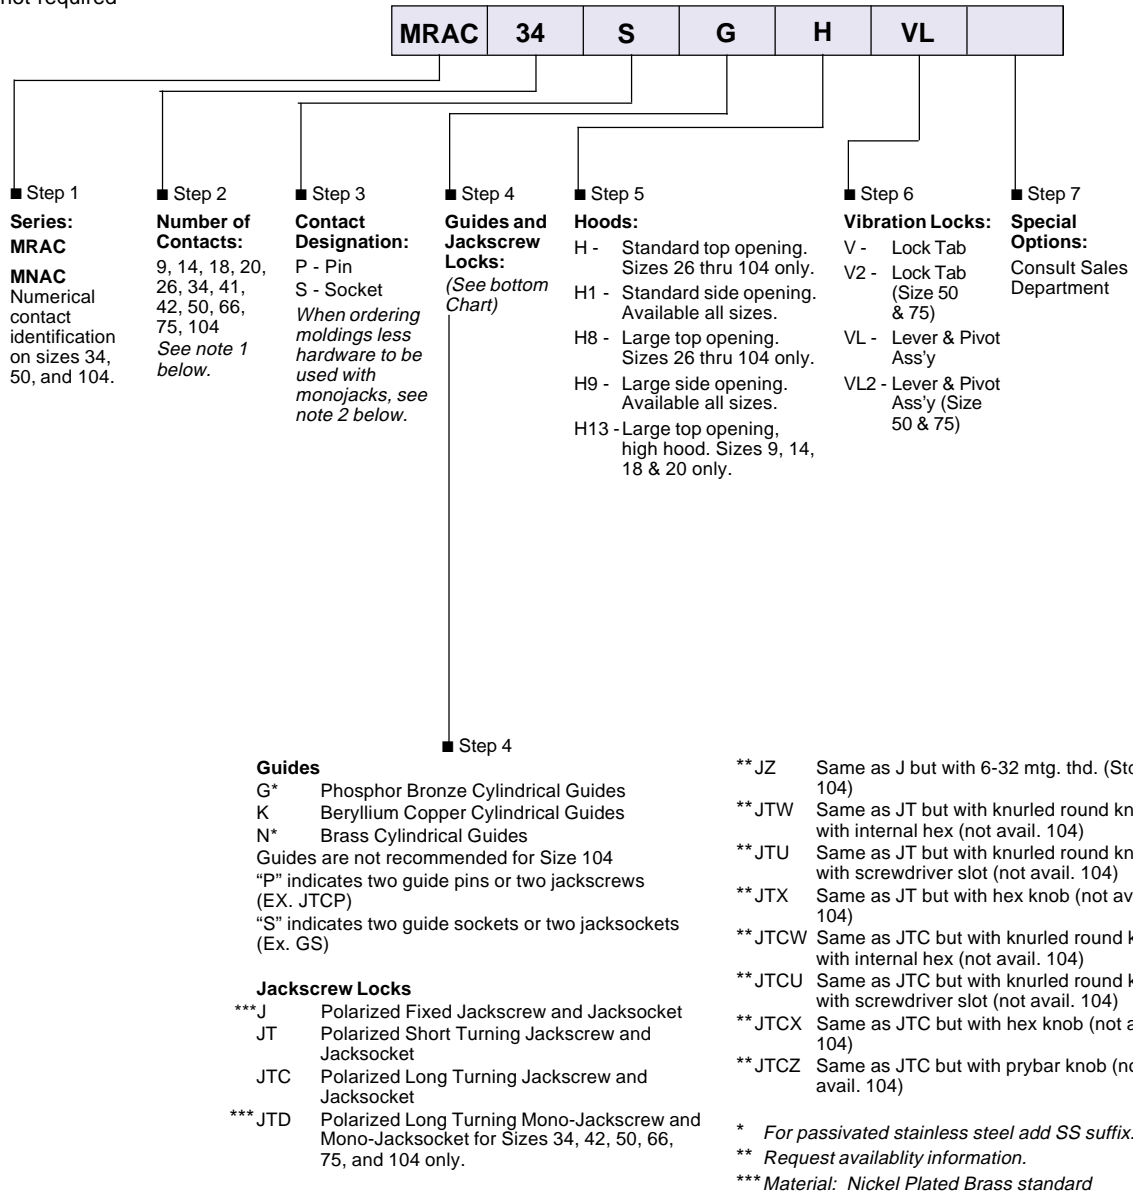 not required
MRAC 34 S G H VL
■ Step 1
Series:
MRAC
MNAC
Numerical
contact
identification
on sizes 34,
50, and 104.
■ Step 2
Number of
Contacts:
9, 14, 18, 20,
26, 34, 41,
42, 50, 66,
75, 104
See note 1
below.
■ Step 3
Contact
Designation:
P - Pin
S - Socket
When ordering
moldings less
hardware to be
used with
monojacks, see
note 2 below.
■ Step 4
Guides and
Jackscrew
Locks:
(See bottom
Chart)
■ Step 5
Hoods:
H - Standard top opening.
Sizes 26 thru 104 only.
H1 - Standard side opening.
Available all sizes.
H8 - Large top opening.
Sizes 26 thru 104 only.
H9 - Large side opening.
Available all sizes.
H13 - Large top opening,
high hood. Sizes 9, 14,
18 & 20 only.
■ Step 6
Vibration Locks:
V - Lock Tab
V2 - Lock Tab
(Size 50
& 75)
VL - Lever & Pivot
Ass'y
VL2 - Lever & Pivot
Ass'y (Size
50 & 75)
■ Step 7
Special
Options:
Consult Sales
Department
■ Step 4
Guides
G* Phosphor Bronze Cylindrical Guides
K Beryllium Copper Cylindrical Guides
N* Brass Cylindrical Guides
Guides are not recommended for Size 104
“P” indicates two guide pins or two jackscrews
(EX. JTCP)
“S” indicates two guide sockets or two jacksockets
(Ex. GS)
Jackscrew Locks
***J Polarized Fixed Jackscrew and Jacksocket
JT Polarized Short Turning Jackscrew and
Jacksocket
JTC Polarized Long Turning Jackscrew and
Jacksocket
***JTD Polarized Long Turning Mono-Jackscrew and
Mono-Jacksocket for Sizes 34, 42, 50, 66,
75, and 104 only.
**JZ Same as J but with 6-32 mtg. thd.
104)
**JTW Same as JT but with knurled round
with internal hex (not avail. 104)
**JTU Same as JT but with knurled round
with screwdriver slot (not avail. 104)
**JTX Same as JT but with hex knob (not
104)
**JTCW Same as JTC but with knurled round
with internal hex (not avail. 104)
**JTCU Same as JTC but with knurled round
with screwdriver slot (not avail. 104)
**JTCX Same as JTC but with hex knob (not
104)
**JTCZ Same as JTC but with prybar knob
avail. 104)
* For passivated stainless steel add SS suffix.
** Request availablity information.
*** Material: Nickel Plated Brass standard